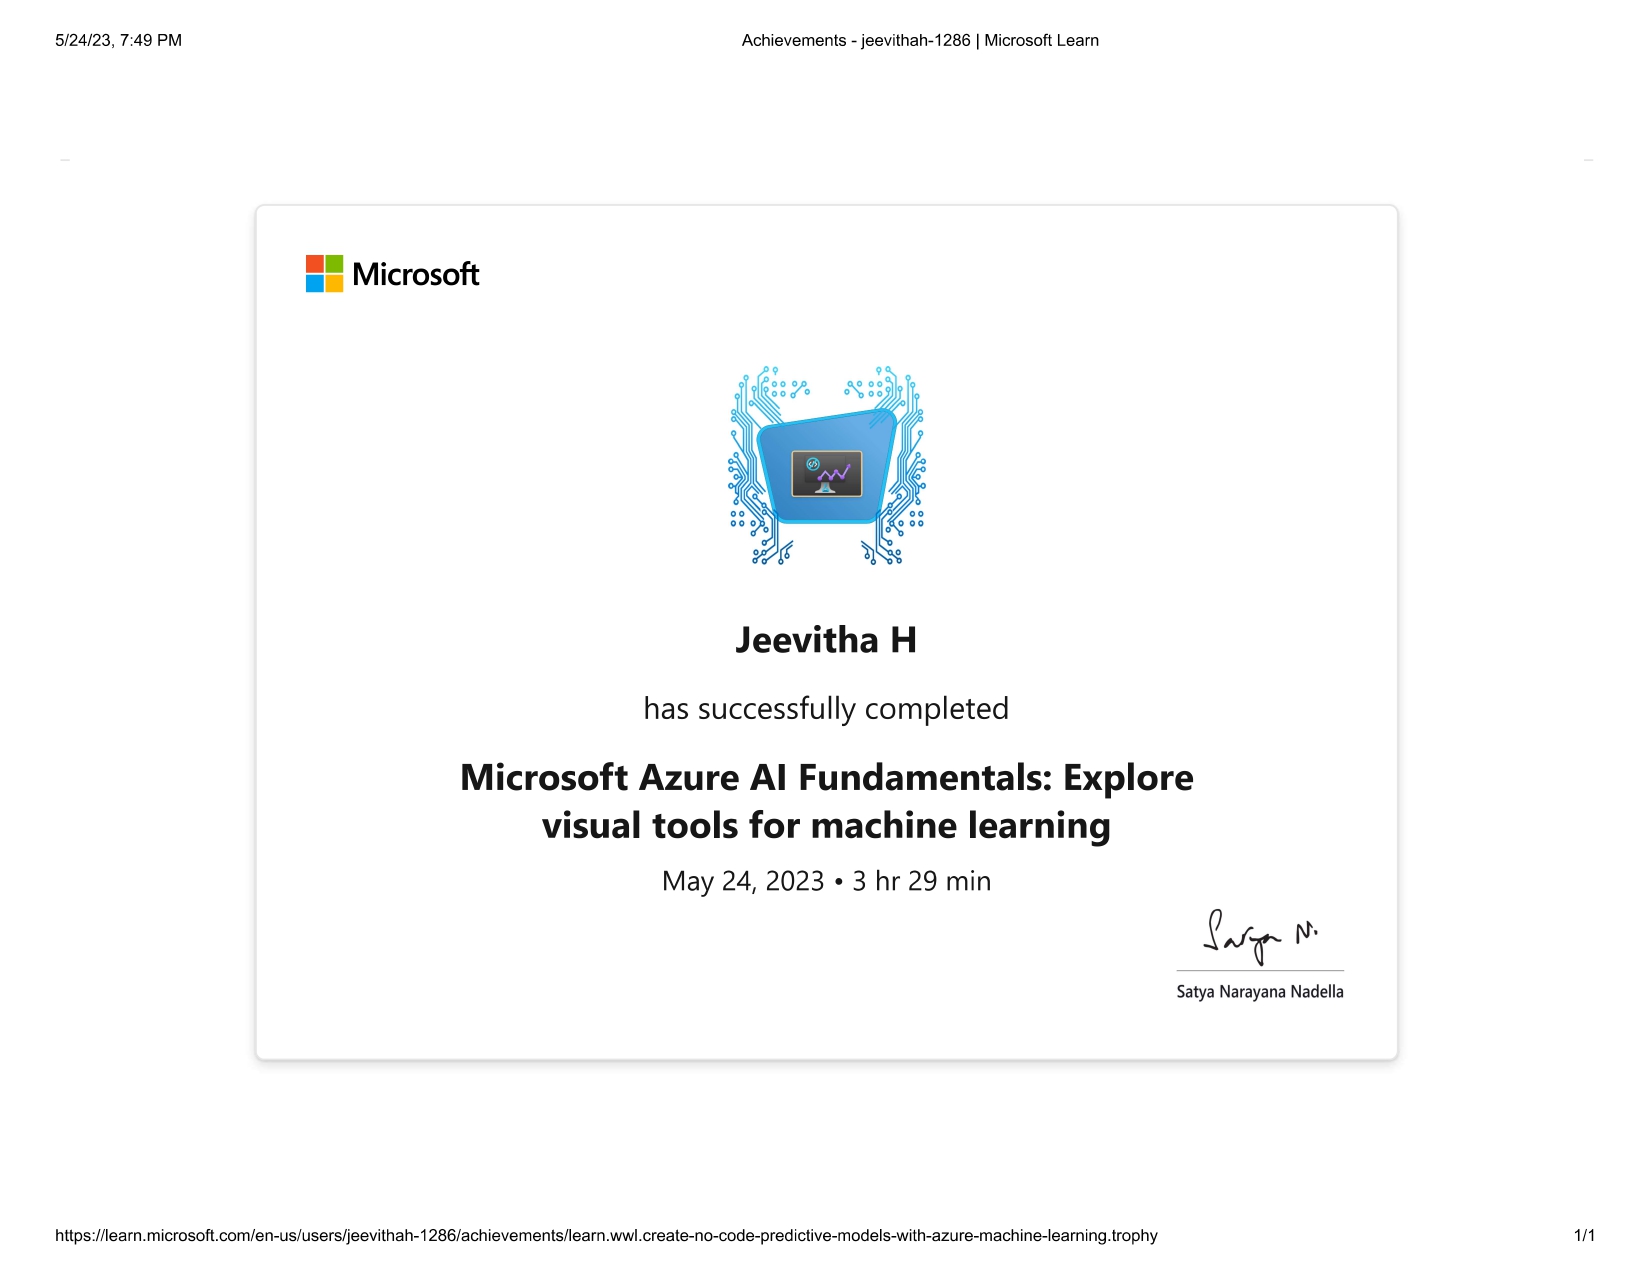 5/24/23, 7:49 PM
Achievements - jeevithah-1286 | Microsoft Learn
Microsoft
Jeevitha H
has successfully completed
Microsoft Azure AI Fundamentals: Explore
visual tools for machine learning
May 24, 2023 • 3 hr 29 min
Satya N.
Satya Narayana Nadella
https://learn.microsoft.com/en-us/users/jeevithah-1286/achievements/learn.wwl.create-no-code-predictive-models-with-azure-machine-learning.trophy
1/1